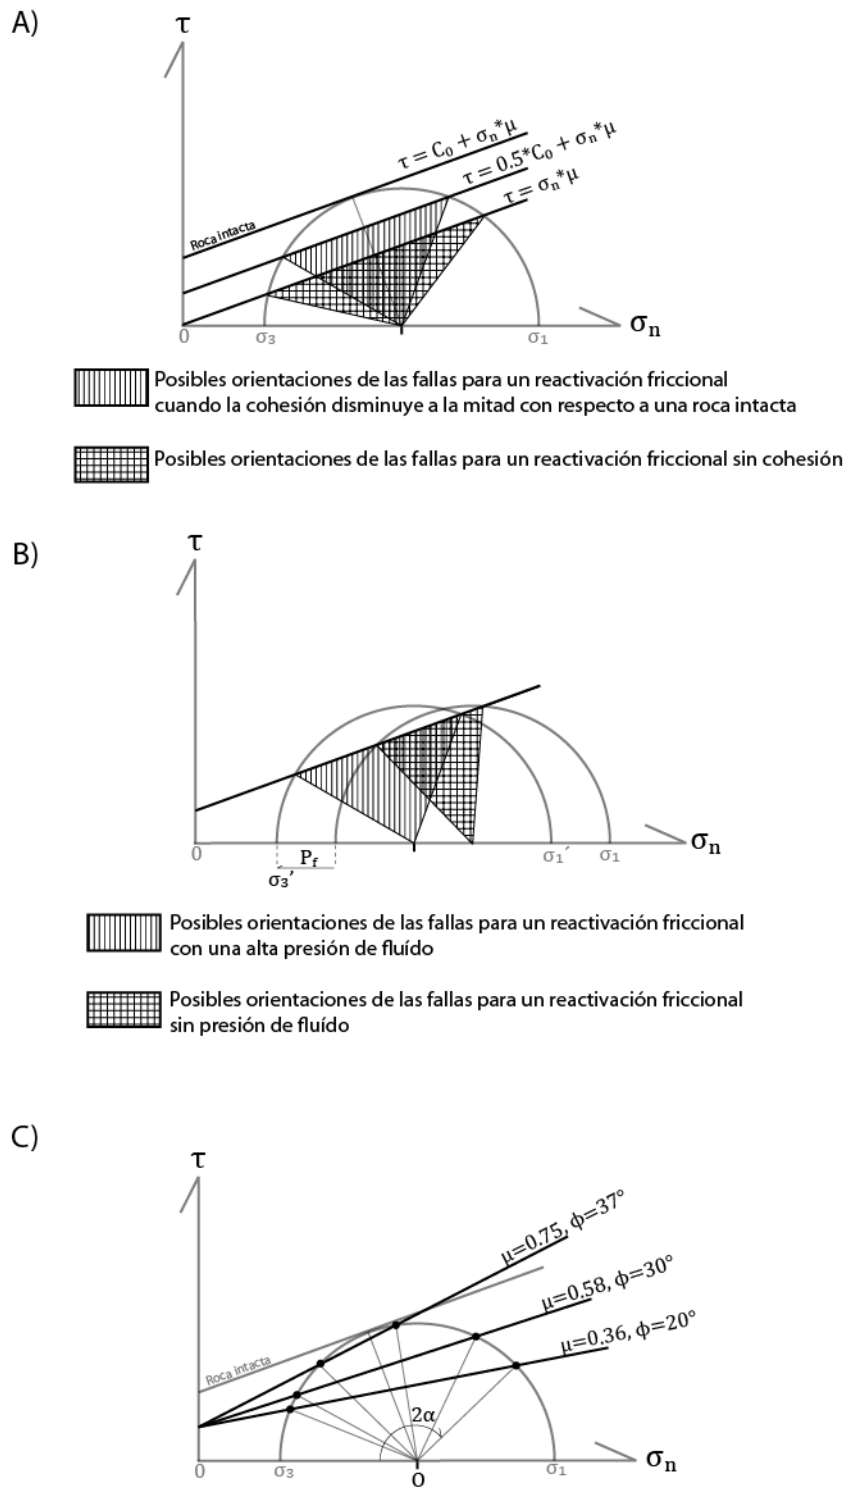 A)
τ
τ = C₀ + σₙ*μ
τ = 0.5*C₀ + σₙ*μ
τ = σₙ*μ
Roca intacta
0
σ₃
σ₁
σₙ
Posibles orientaciones de las fallas para un reactivación friccional
cuando la cohesión disminuye a la mitad con respecto a una roca intacta
Posibles orientaciones de las fallas para un reactivación friccional sin cohesión
B)
τ
0
P_f
σ₃′
σ₁′
σ₁
σₙ
Posibles orientaciones de las fallas para un reactivación friccional
con una alta presión de fluído
Posibles orientaciones de las fallas para un reactivación friccional
sin presión de fluído
C)
τ
μ=0.75, ϕ=37°
μ=0.58, ϕ=30°
μ=0.36, ϕ=20°
Roca intacta
2α
0
σ₃
O
σ₁
σₙ